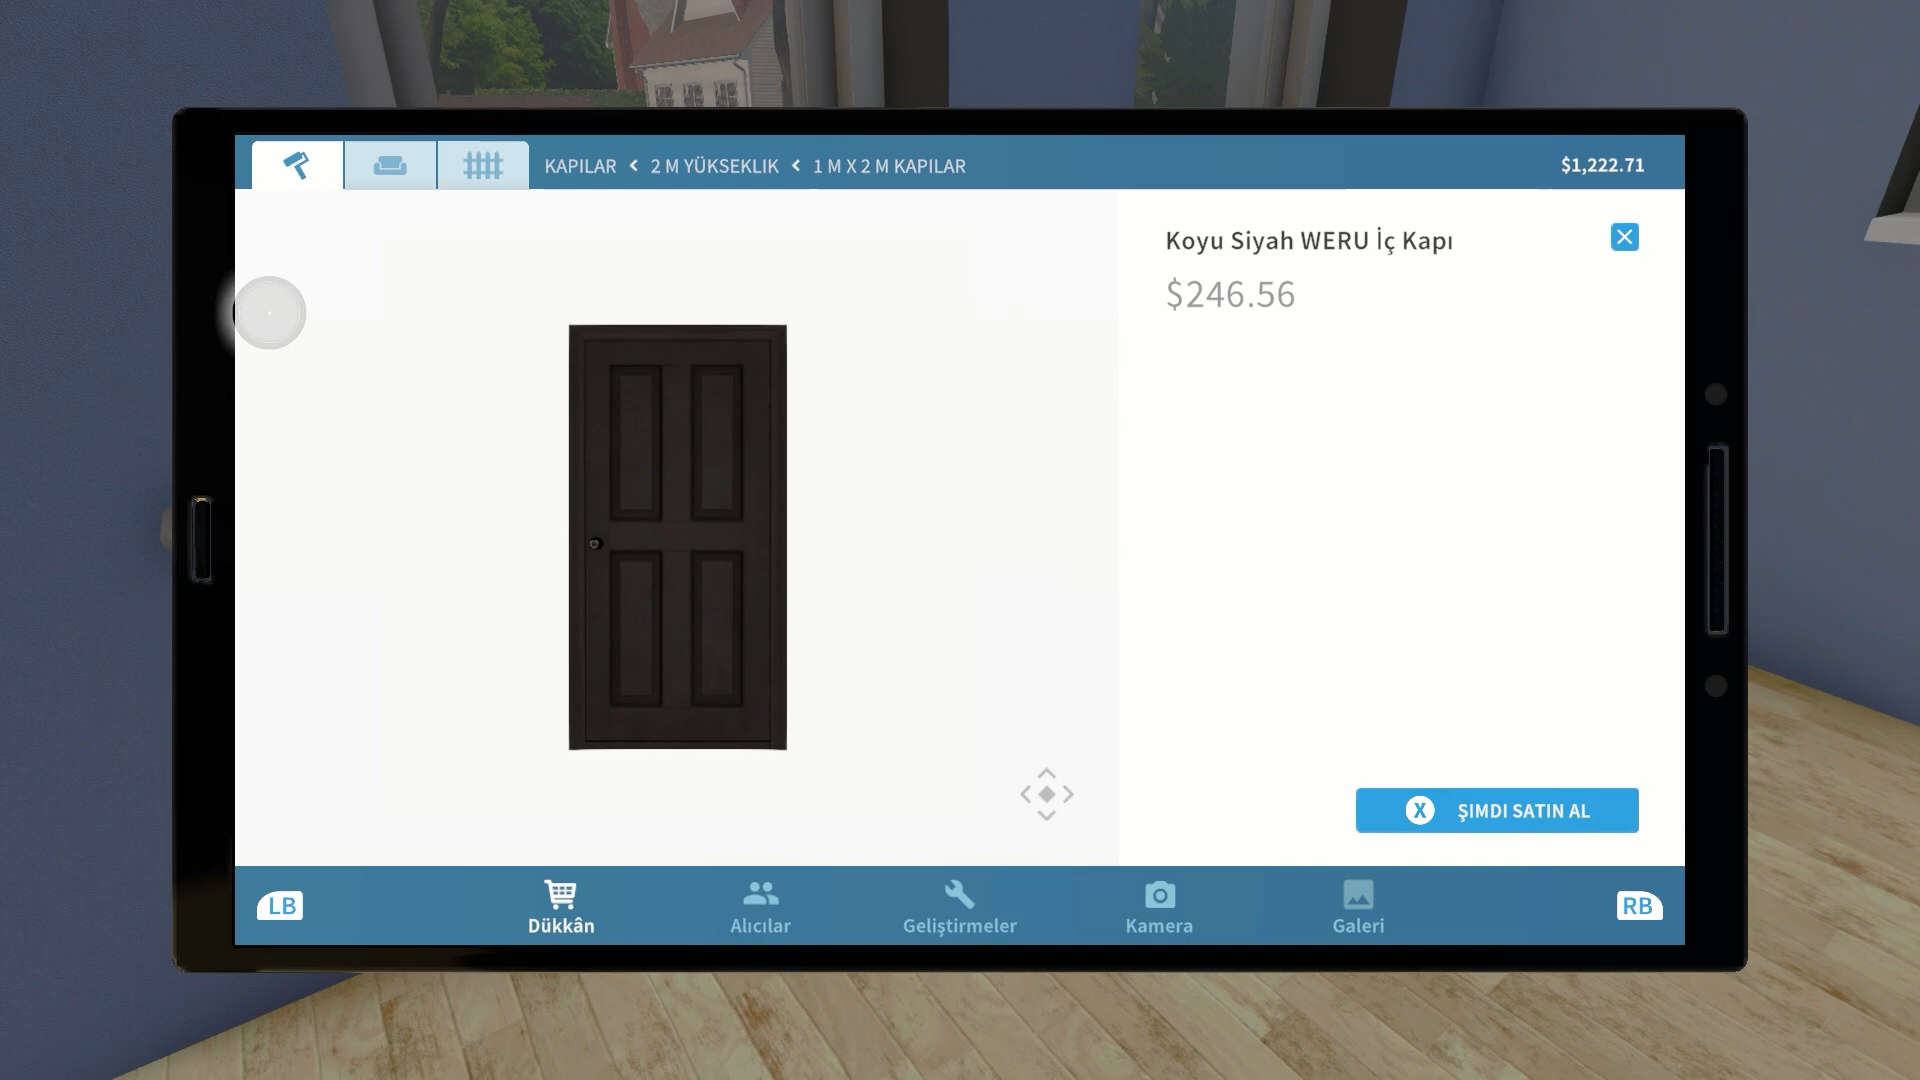 KAPILAR < 2 M YÜKSEKLIK < 1 M X 2 M KAPILAR
$1,222.71
Koyu Siyah WERU İç Kapı
$246.56
X ŞIMDI SATIN AL
LB
Dükkân
Alıcılar
Geliştirmeler
Kamera
Galeri
RB